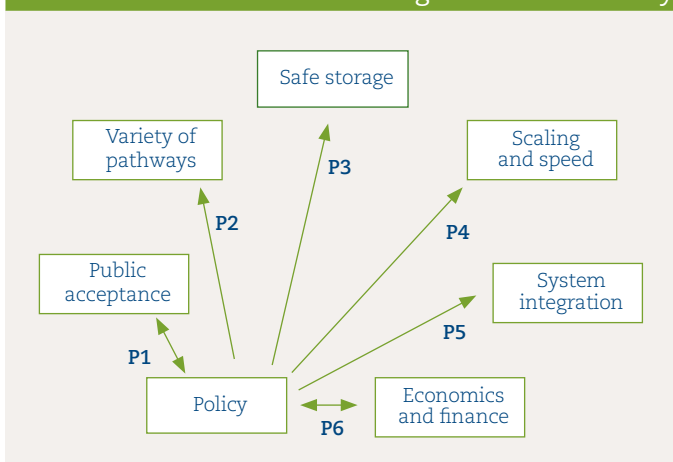 Safe storage
Variety of
pathways
Scaling
and speed
P3
P2
P4
Public
acceptance
System
integration
P5
P1
Policy
Economics
and finance
P6